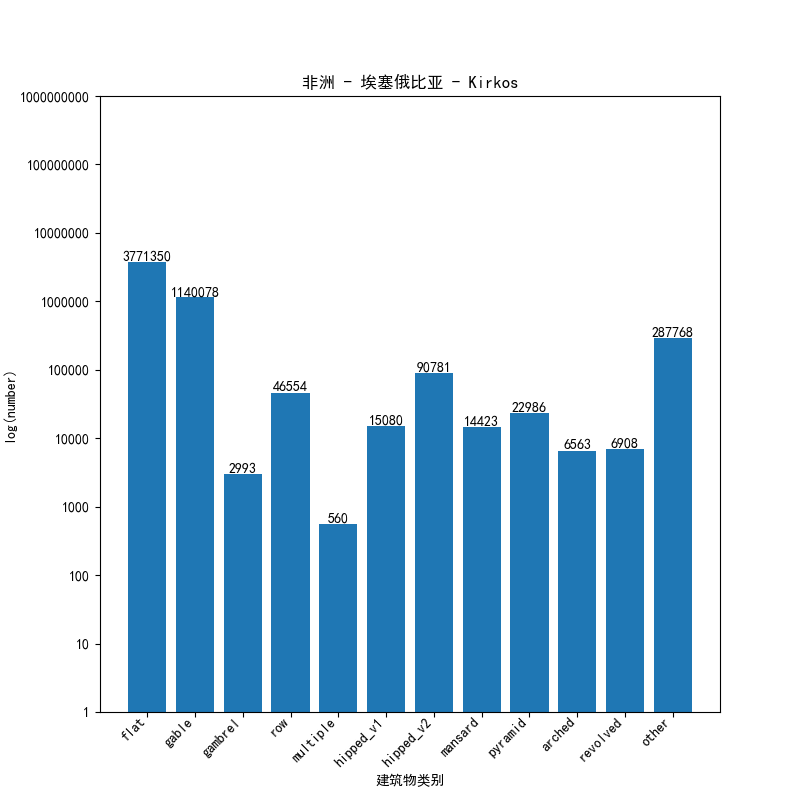 非洲 - 埃塞俄比亚 - Kirkos
1000000000
100000000
10000000
1000000
100000
10000
1000
100
10
1
log(number)
3771350
1140078
2993
46554
560
15080
90781
14423
22986
6563
6908
287768
flat
gable
gambrel
row
multiple
hipped_v1
hipped_v2
mansard
pyramid
arched
revolved
other
建筑物类别